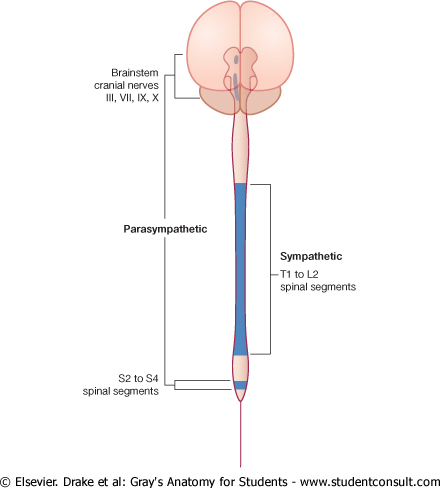 Brainstem
cranial nerves
III, VII, IX, X
Parasympathetic
Sympathetic
T1 to L2
spinal segments
S2 to S4
spinal segments
© Elsevier. Drake et al: Gray's Anatomy for Students - www.studentconsult.com